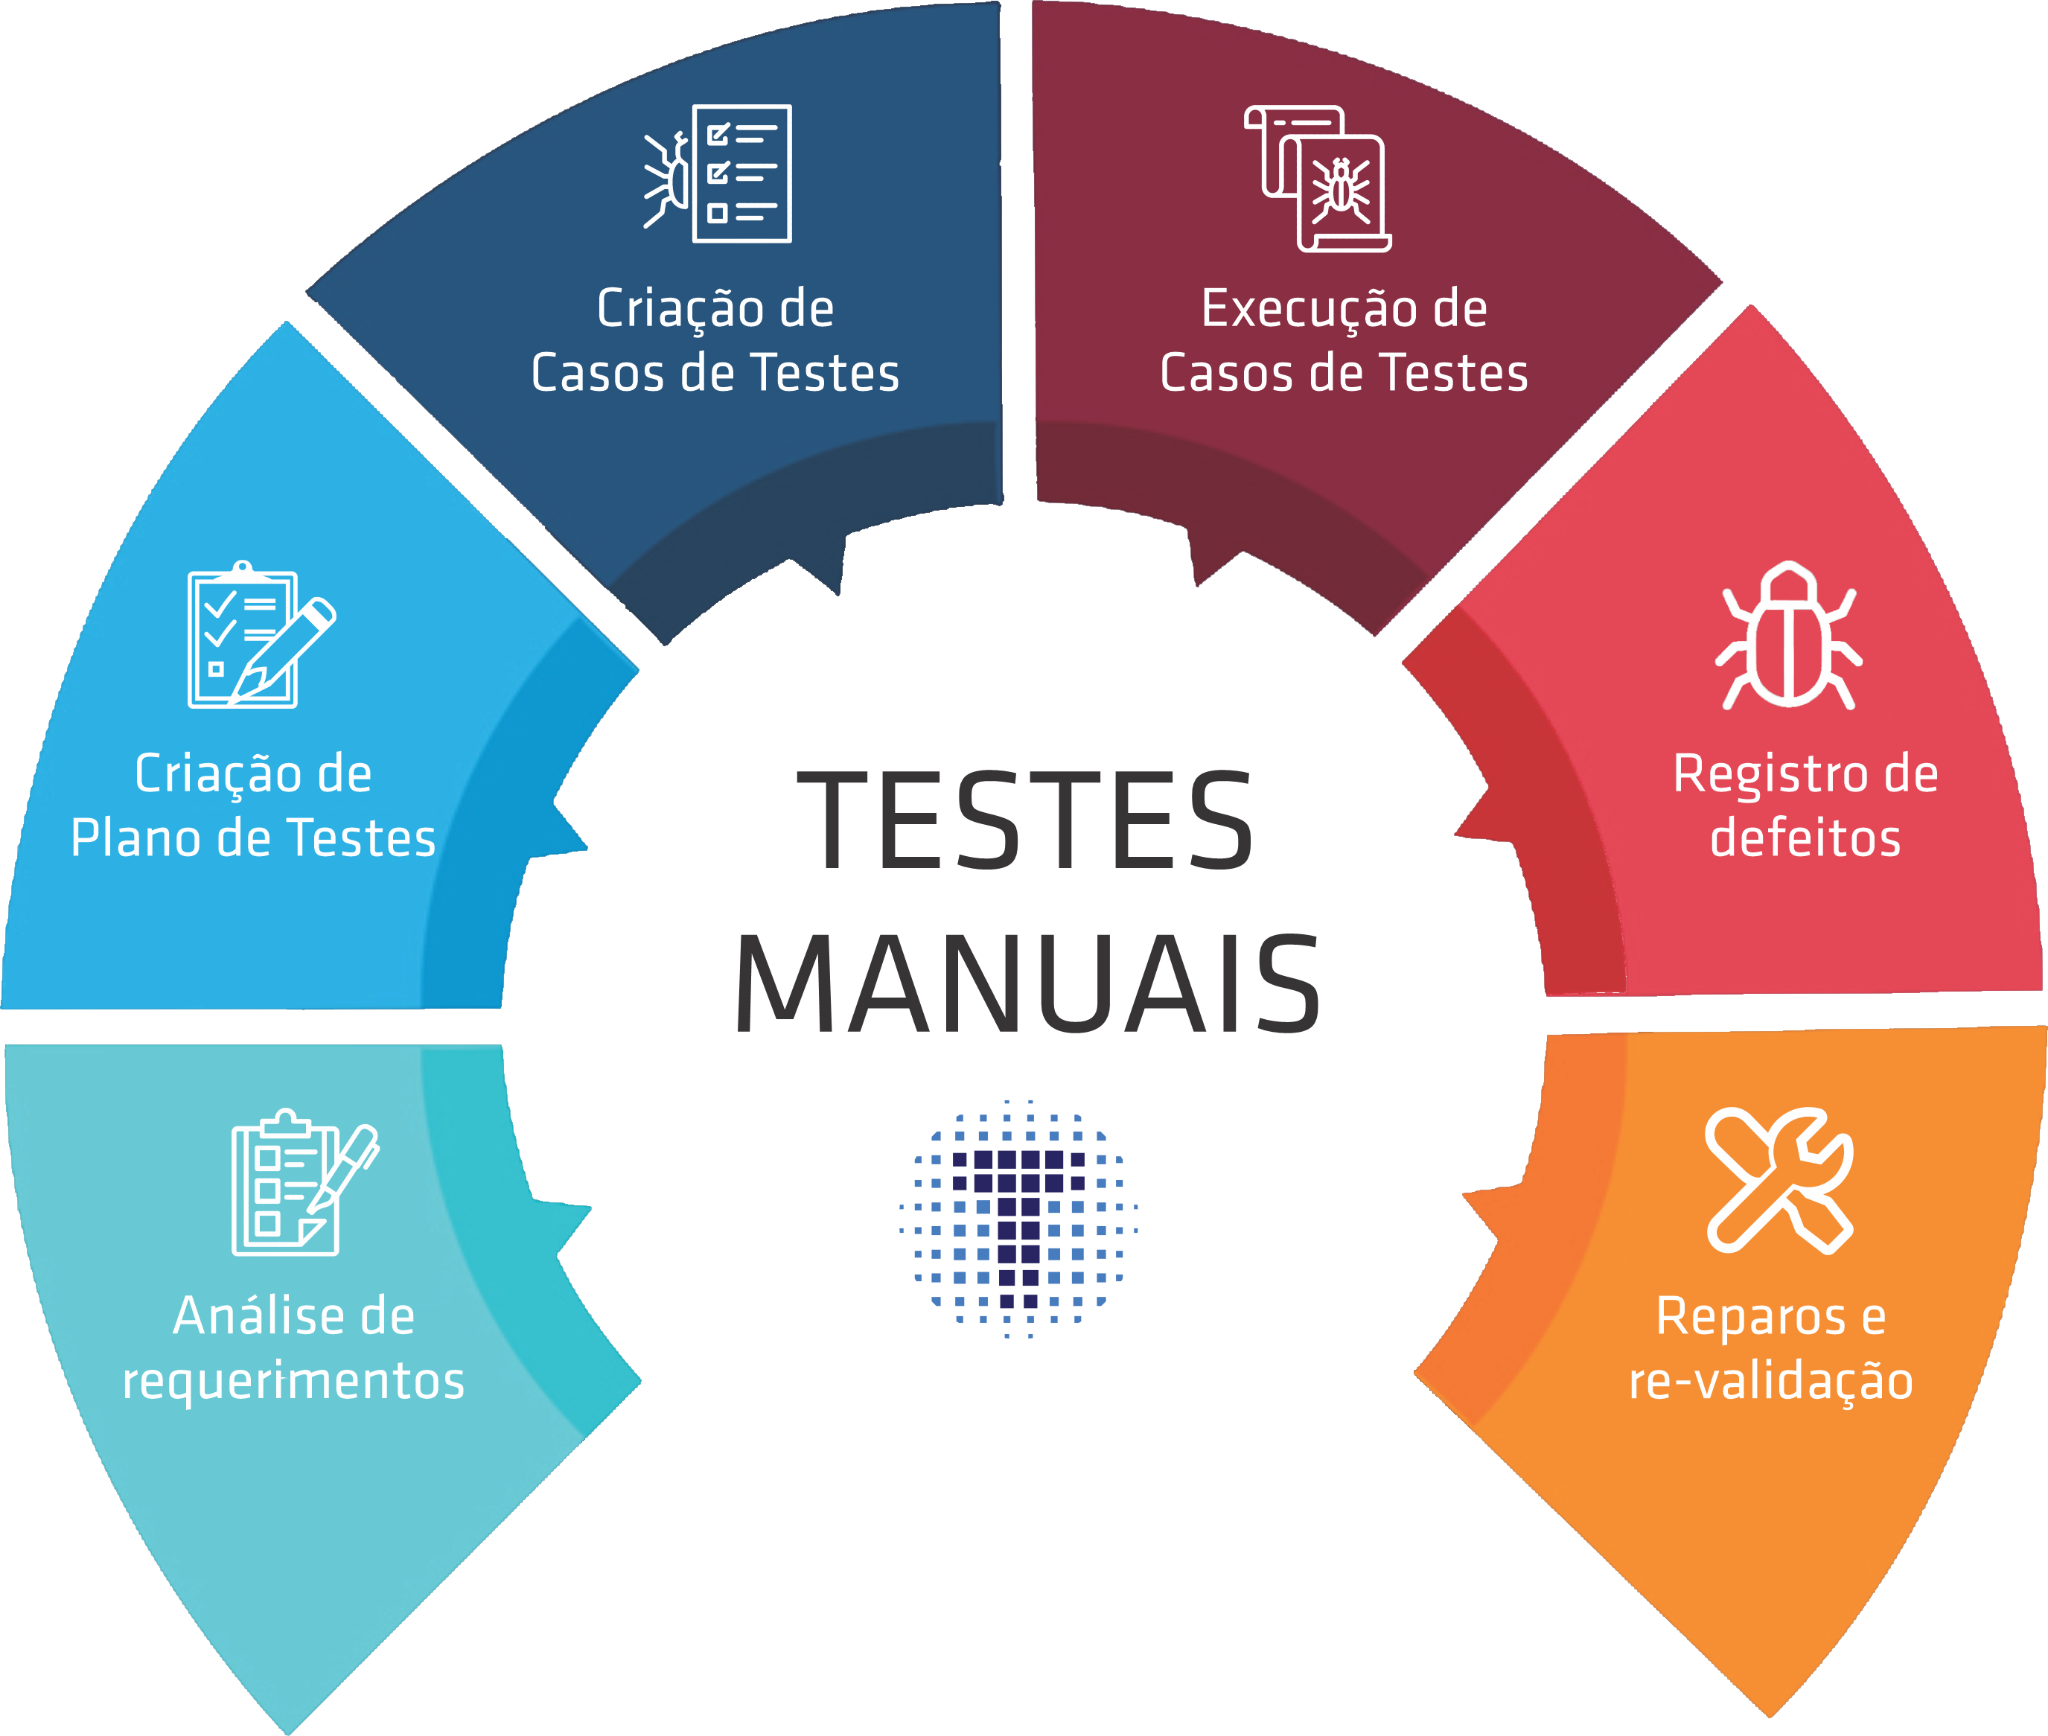 Criação de
Casos de Testes
Execução de
Casos de Testes
Criação de
Plano de Testes
Registro de
defeitos
TESTES
MANUAIS
Análise de
requerimentos
Reparos e
re-validação